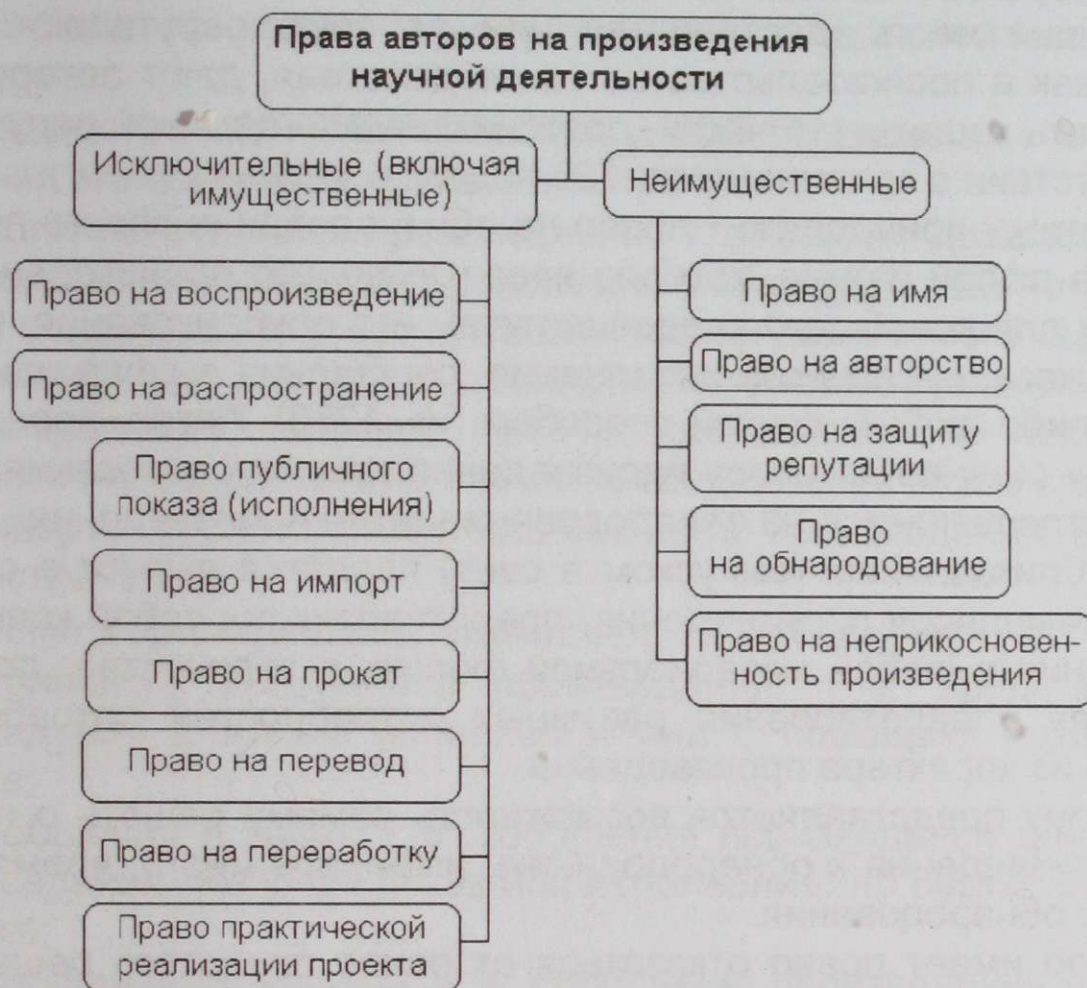 Права авторов на произведения
научной деятельности
Исключительные (включая
имущественные)
Неимущественные
Право на воспроизведение
Право на распространение
Право публичного
показа (исполнения)
Право на импорт
Право на прокат
Право на перевод
Право на переработку
Право практической
реализации проекта
Право на имя
Право на авторство
Право на защиту
репутации
Право
на обнародование
Право на неприкосновен-
ность произведения